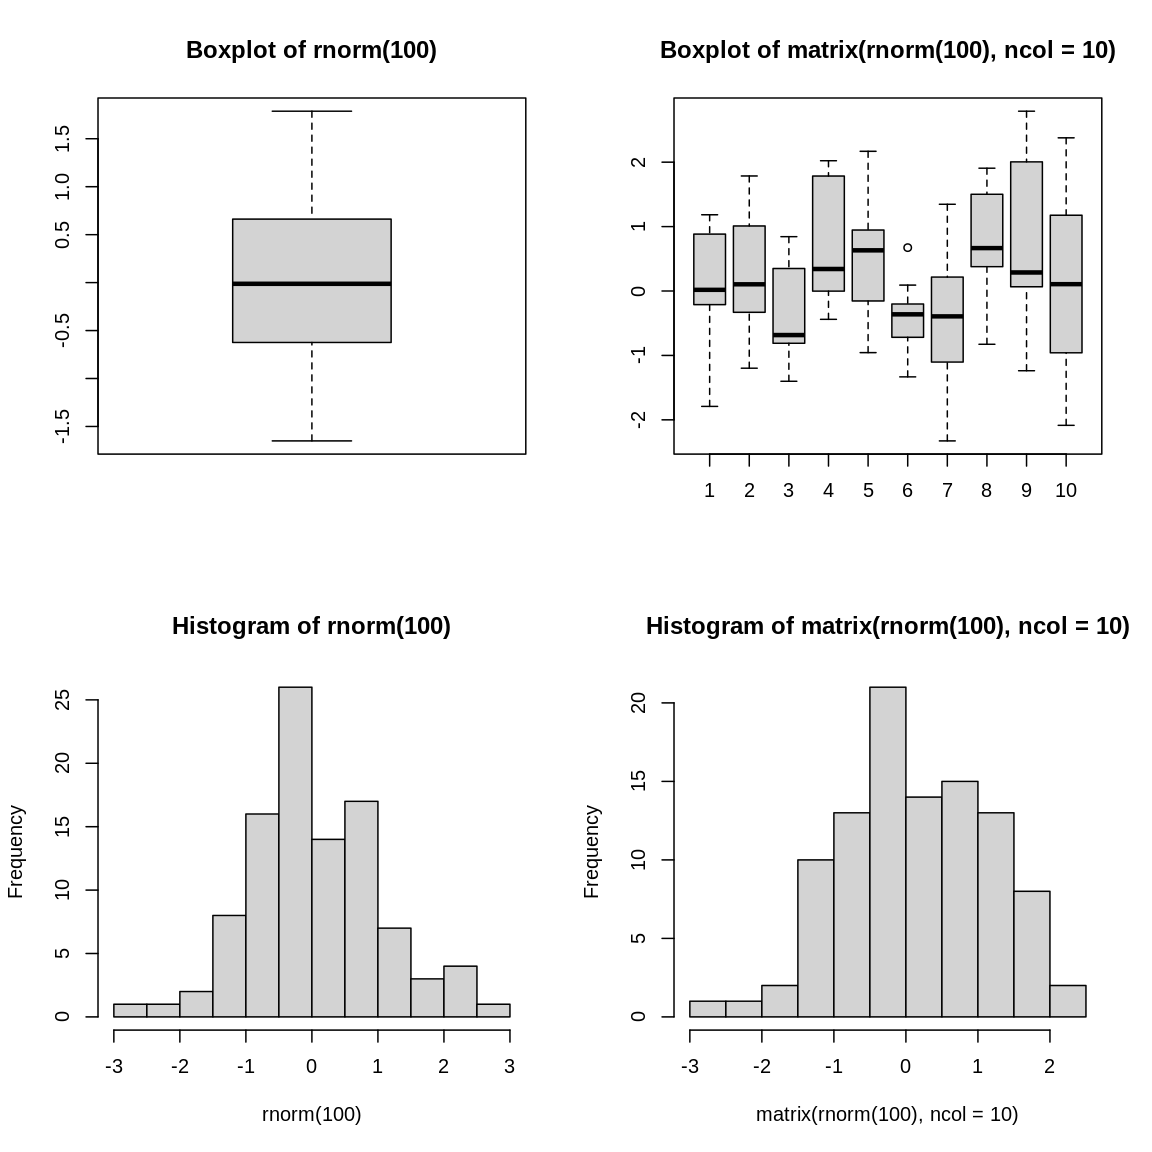 Boxplot of rnorm(100)
1.5
1.0
0.5
-0.5
-1.5
Boxplot of matrix(rnorm(100), ncol = 10)
2
1
0
-1
-2
1 2 3 4 5 6 7 8 9 10
Histogram of rnorm(100)
Frequency
25
20
15
10
5
0
-3 -2 -1 0 1 2 3
rnorm(100)
Histogram of matrix(rnorm(100), ncol = 10)
Frequency
20
15
10
5
0
-3 -2 -1 0 1 2
matrix(rnorm(100), ncol = 10)